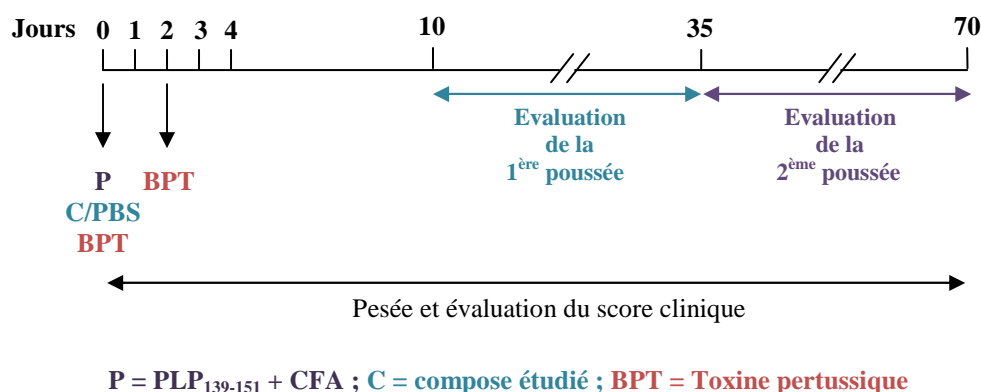 Jours 0 1 2 3 4 10 35 70
Evaluation
de la
1ère poussée
Evaluation
de la
2ème poussée
P BPT
C/PBS
BPT
Pesée et évaluation du score clinique
P = PLP139-151 + CFA ; C = compose étudié ; BPT = Toxine pertussique